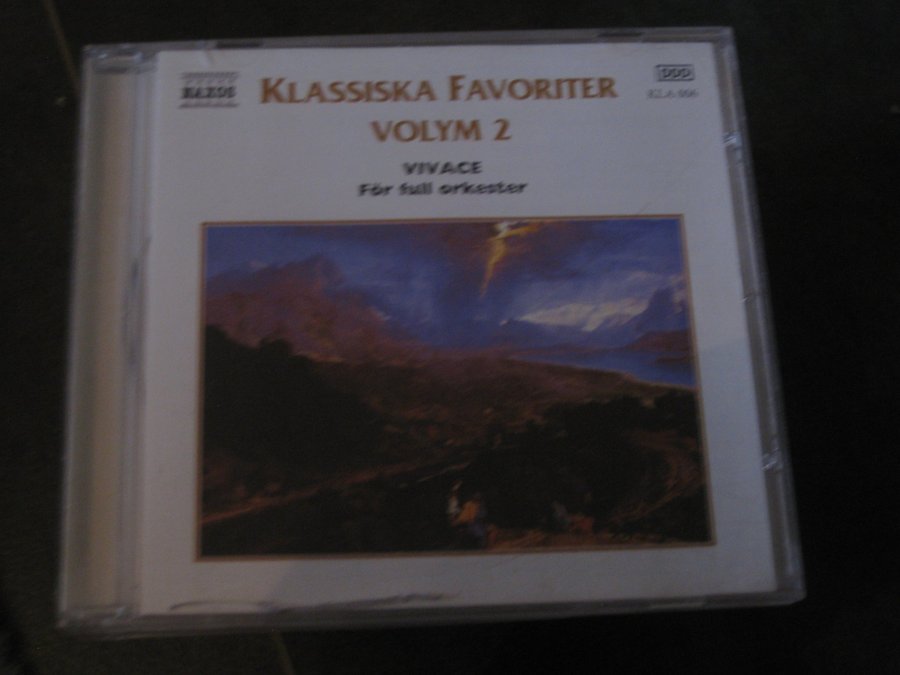 NAXOS
KLASSISKA FAVORITER
DDD
VOLYM 2
VIVACE
För full orkester